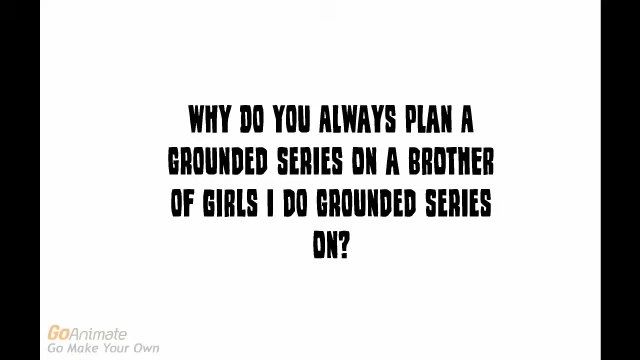 WHY DO YOU ALWAYS PLAN A
GROUNDED SERIES ON A BROTHER
OF GIRLS I DO GROUNDED SERIES
ON?
GoAnimate
Go Make Your Own